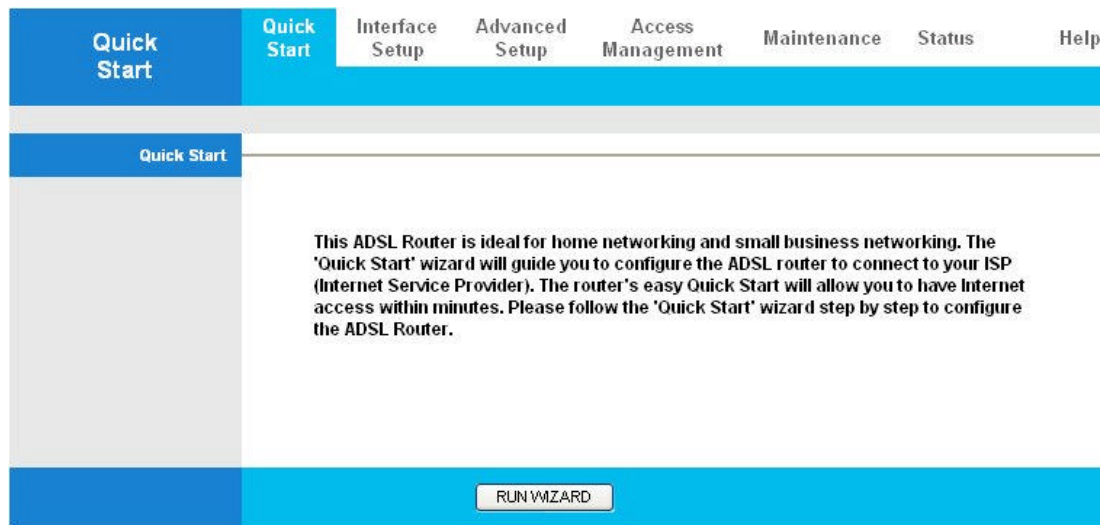 Quick
Start
Quick
Start
Interface
Setup
Advanced
Setup
Access
Management
Maintenance
Status
Help
Quick Start
This ADSL Router is ideal for home networking and small business networking. The
'Quick Start' wizard will guide you to configure the ADSL router to connect to your ISP
(Internet Service Provider). The router's easy Quick Start will allow you to have Internet
access within minutes. Please follow the 'Quick Start' wizard step by step to configure
the ADSL Router.
RUN WIZARD